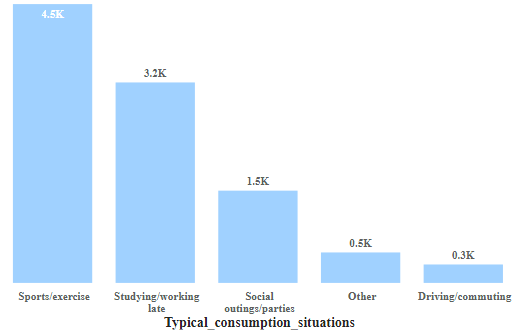 4.5K
3.2K
1.5K
0.5K
0.3K
Sports/exercise
Studying/working
late
Social
outings/parties
Other
Driving/commuting
Typical_consumption_situations